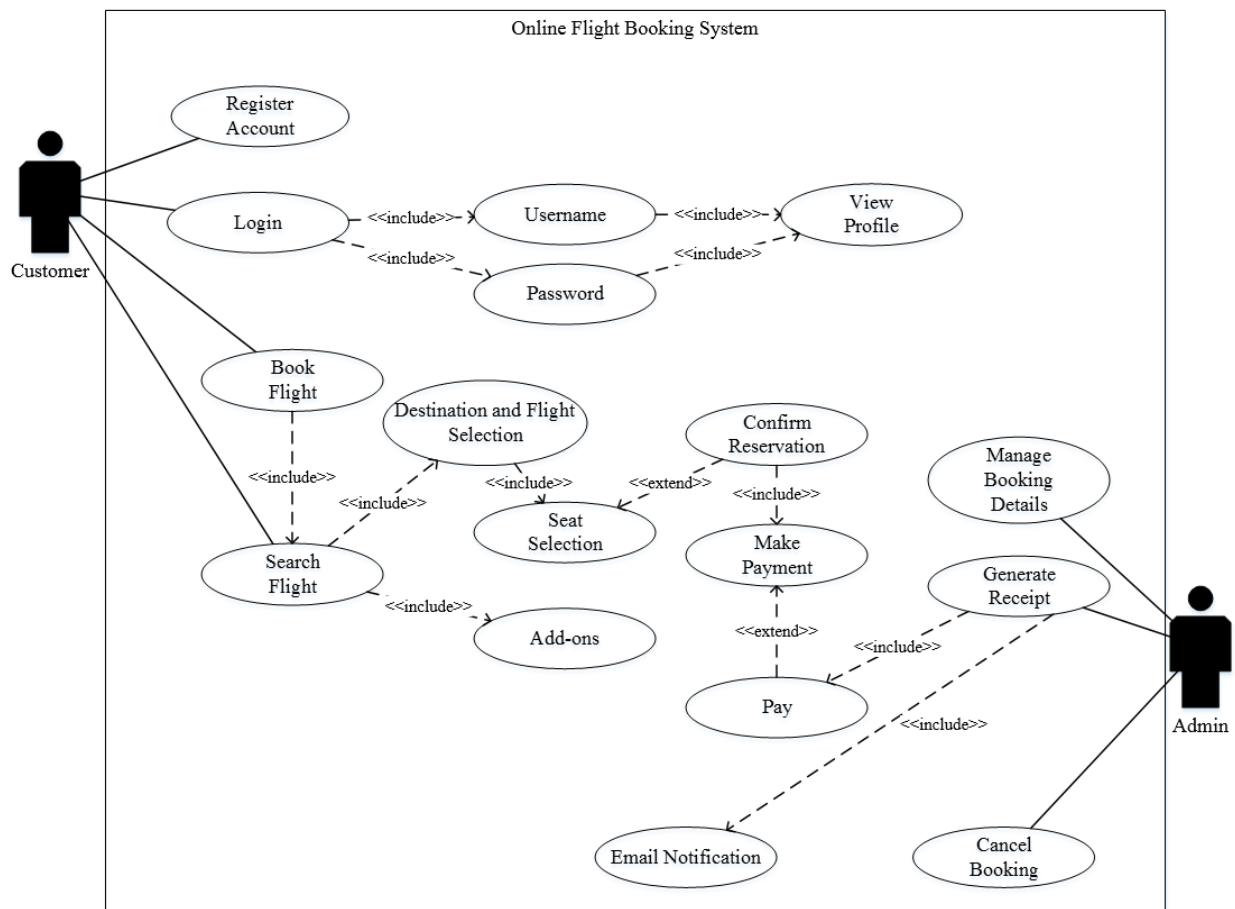 Online Flight Booking System
Register
Account
Customer
Login
<<include>>
Username
<<include>>
View
Profile
<<include>>
Password
<<include>>
Book
Flight
<<include>>
Search
Flight
<<include>>
Destination and Flight
Selection
<<include>>
Seat
Selection
<<include>>
Add-ons
Confirm
Reservation
<<extend>>
<<include>>
Make
Payment
<<extend>>
Pay
Manage
Booking
Details
Generate
Receipt
<<include>>
<<include>>
Admin
Email Notification
Cancel
Booking